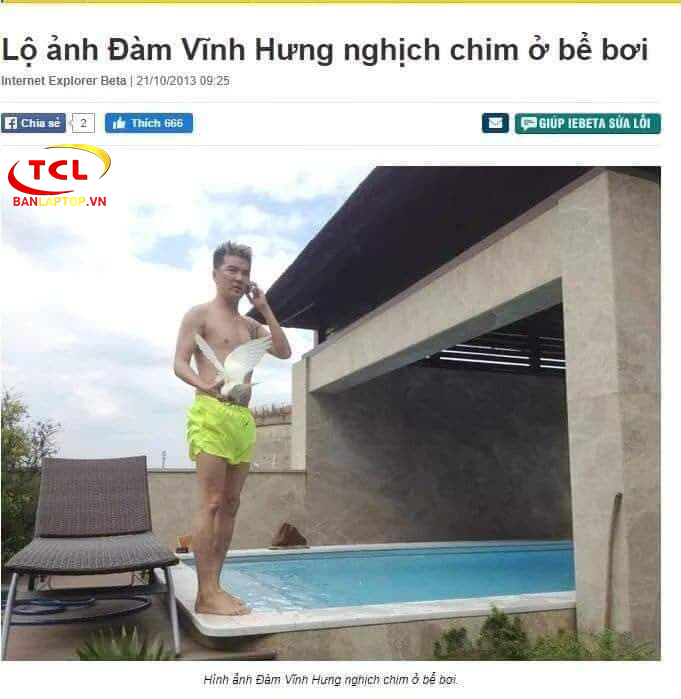 Lộ ảnh Đàm Vĩnh Hưng nghịch chim ở bể bơi
Internet Explorer Beta | 21/10/2013 09:25
Chia sẻ 2 Thích 666 GIÚP IEBETA SỬA LỖI
TCL
BANLAPTOP.VN
Hình ảnh Đàm Vĩnh Hưng nghịch chim ở bể bơi.